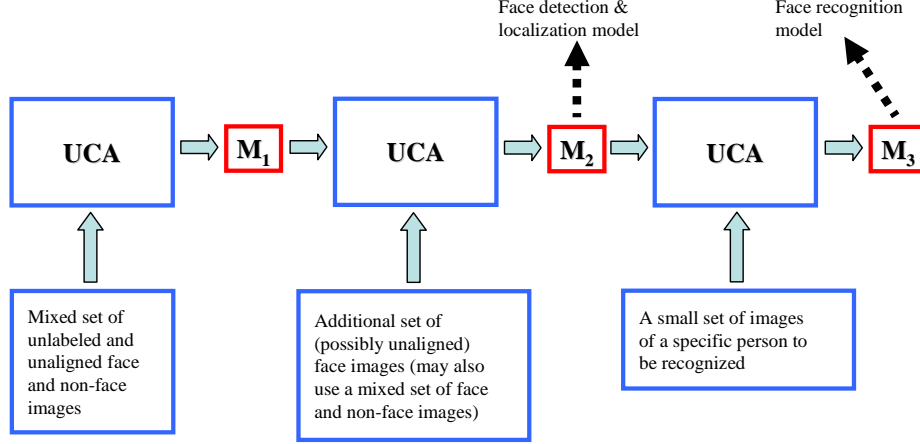 Face detection &
localization model
Face recognition
model
UCA
M₁
UCA
M₂
UCA
M₃
Mixed set of
unlabeled and
unaligned face
and non-face
images
Additional set of
(possibly unaligned)
face images (may also
use a mixed set of face
and non-face images)
A small set of images
of a specific person to
be recognized